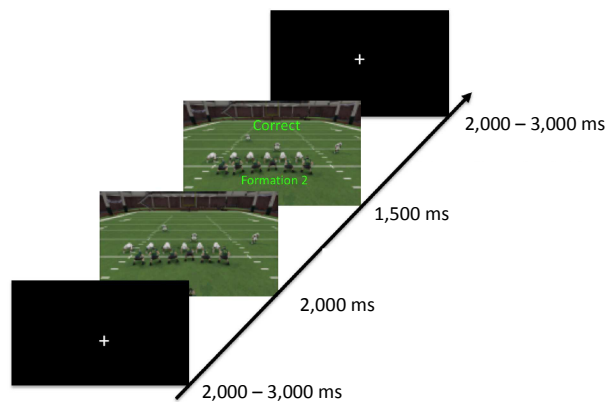 2,000 – 3,000 ms
Correct
Formation 2
1,500 ms
2,000 ms
2,000 – 3,000 ms